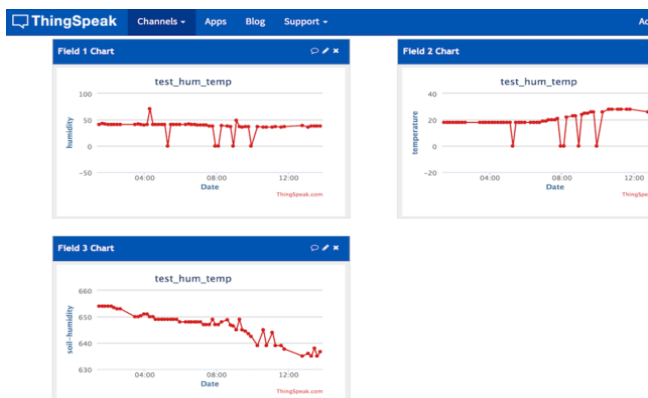 ThingSpeak Channels Apps Blog Support
Field 1 Chart
test_hum_temp
100
50
0
-50
humidity
04:00 08:00 12:00
Date
ThingSpeak.com
Field 2 Chart
test_hum_temp
40
20
0
-20
temperature
04:00 08:00 12:00
Date
ThingSpe
Field 3 Chart
test_hum_temp
660
650
640
630
soil-humidity
04:00 08:00 12:00
Date
ThingSpeak.com